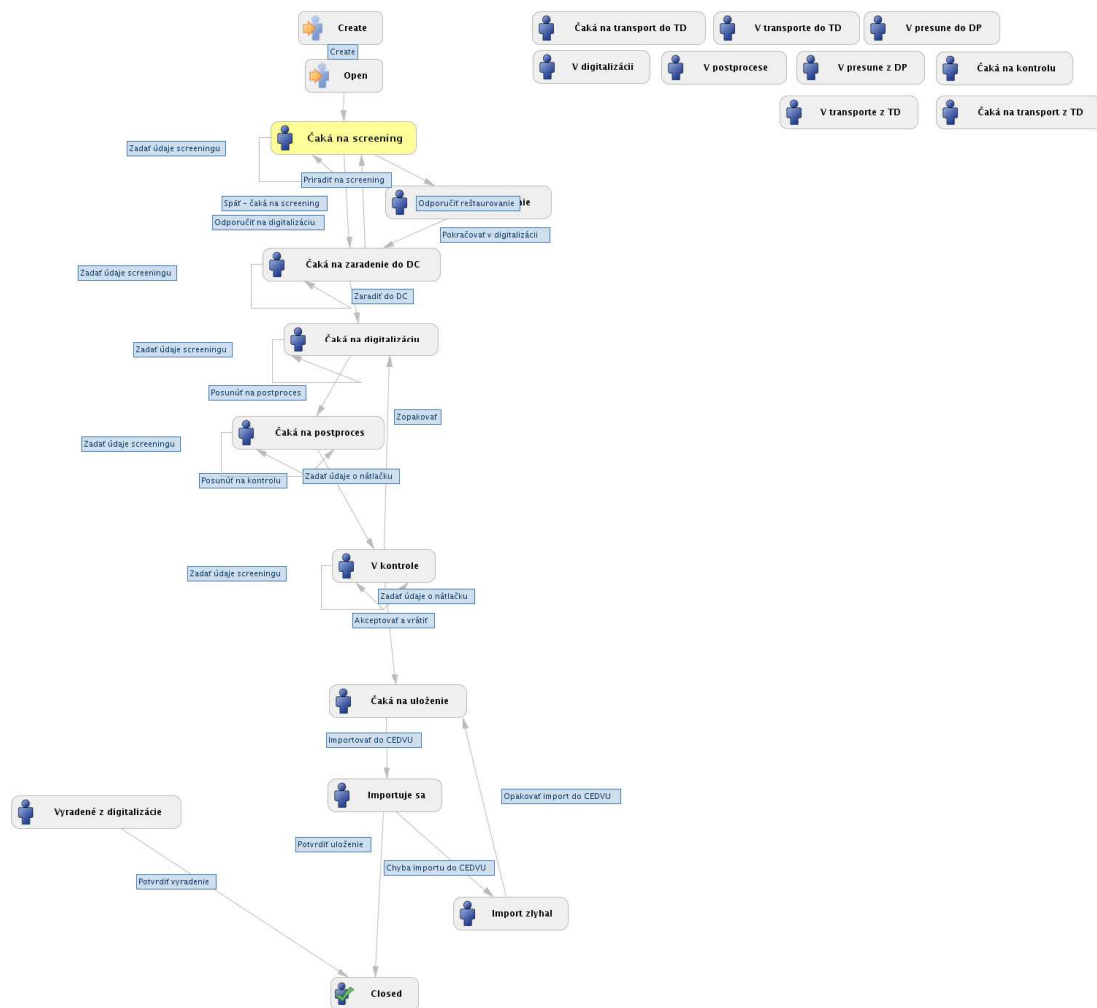 Create
Čaká na transport do TD
V transporte do TD
V presune do DP
Create
Open
V digitalizácii
V postprocese
V presune z DP
Čaká na kontrolu
V transporte z TD
Čaká na transport z TD
Čaká na screening
Zadať údaje screeningu
Priradiť na screening
Späť - čaká na screening
Odporučiť reštaurovanie
Odporučiť na digitalizáciu
Pokračovať v digitalizácii
Čaká na zaradenie do DC
Zadať údaje screeningu
Zaradiť do DC
Čaká na digitalizáciu
Zadať údaje screeningu
Posunúť na postproces
Zopakovať
Čaká na postproces
Zadať údaje screeningu
Posunúť na kontrolu
Zadať údaje o nátlačku
V kontrole
Zadať údaje screeningu
Zadať údaje o nátlačku
Akceptovať a vrátiť
Čaká na uloženie
Importovať do CEDVU
Importuje sa
Opakovať import do CEDVU
Vyradené z digitalizácie
Potvrdiť uloženie
Chyba importu do CEDVU
Potvrdiť vyradenie
Import zlyhal
Closed